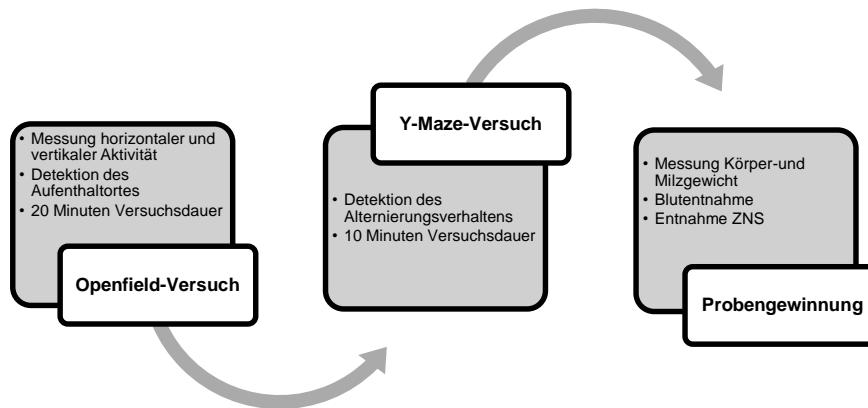 • Messung horizontaler und
vertikaler Aktivität
• Detektion des
Aufenthaltortes
• 20 Minuten Versuchsdauer
Openfield-Versuch
Y-Maze-Versuch
• Detektion des
Alternierungsverhaltens
• 10 Minuten Versuchsdauer
• Messung Körper-und
Milzgewicht
• Blutentnahme
• Entnahme ZNS
Probengewinnung